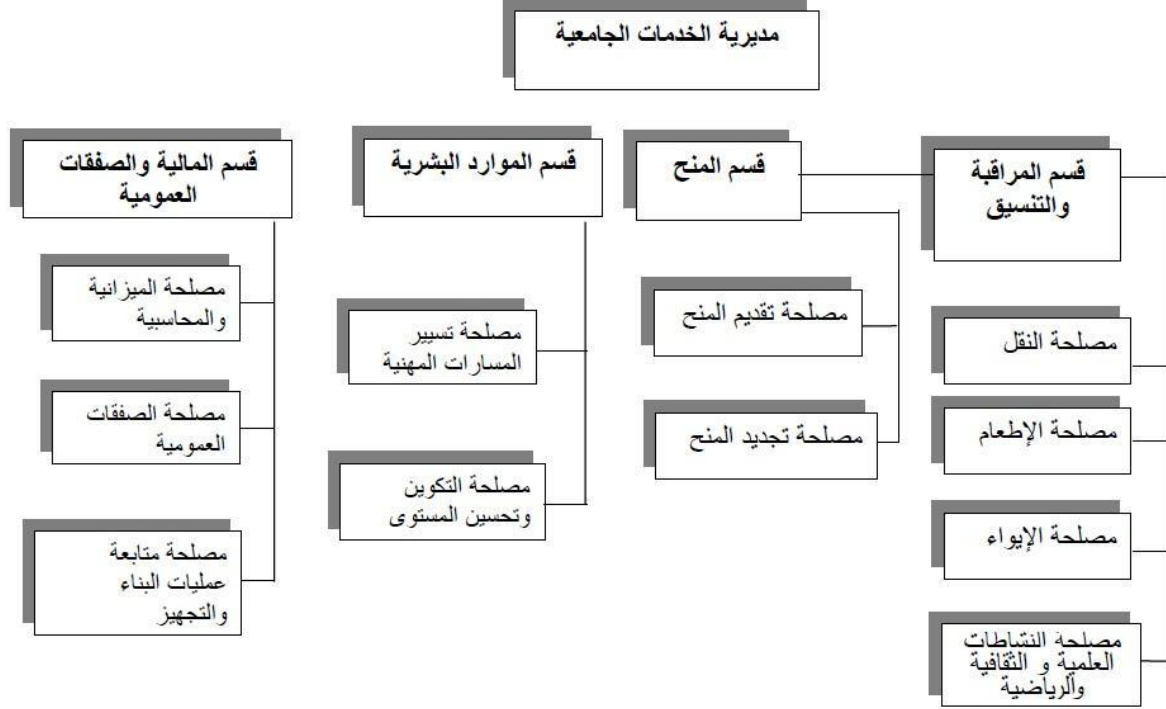 مديرية الخدمات الجامعية
قسم المراقبة
والتنسيق
مصلحة النقل
مصلحة الإطعام
مصلحة الإيواء
مصلحة النشاطات
العلمية و الثقافية
والرياضية
قسم المنح
مصلحة تقديم المنح
مصلحة تجديد المنح
قسم الموارد البشرية
مصلحة تسيير
المسارات المهنية
مصلحة التكوين
وتحسين المستوى
قسم المالية والصفقات
العمومية
مصلحة الميزانية
والمحاسبية
مصلحة الصفقات
العمومية
مصلحة متابعة
عمليات البناء
والتجهيز